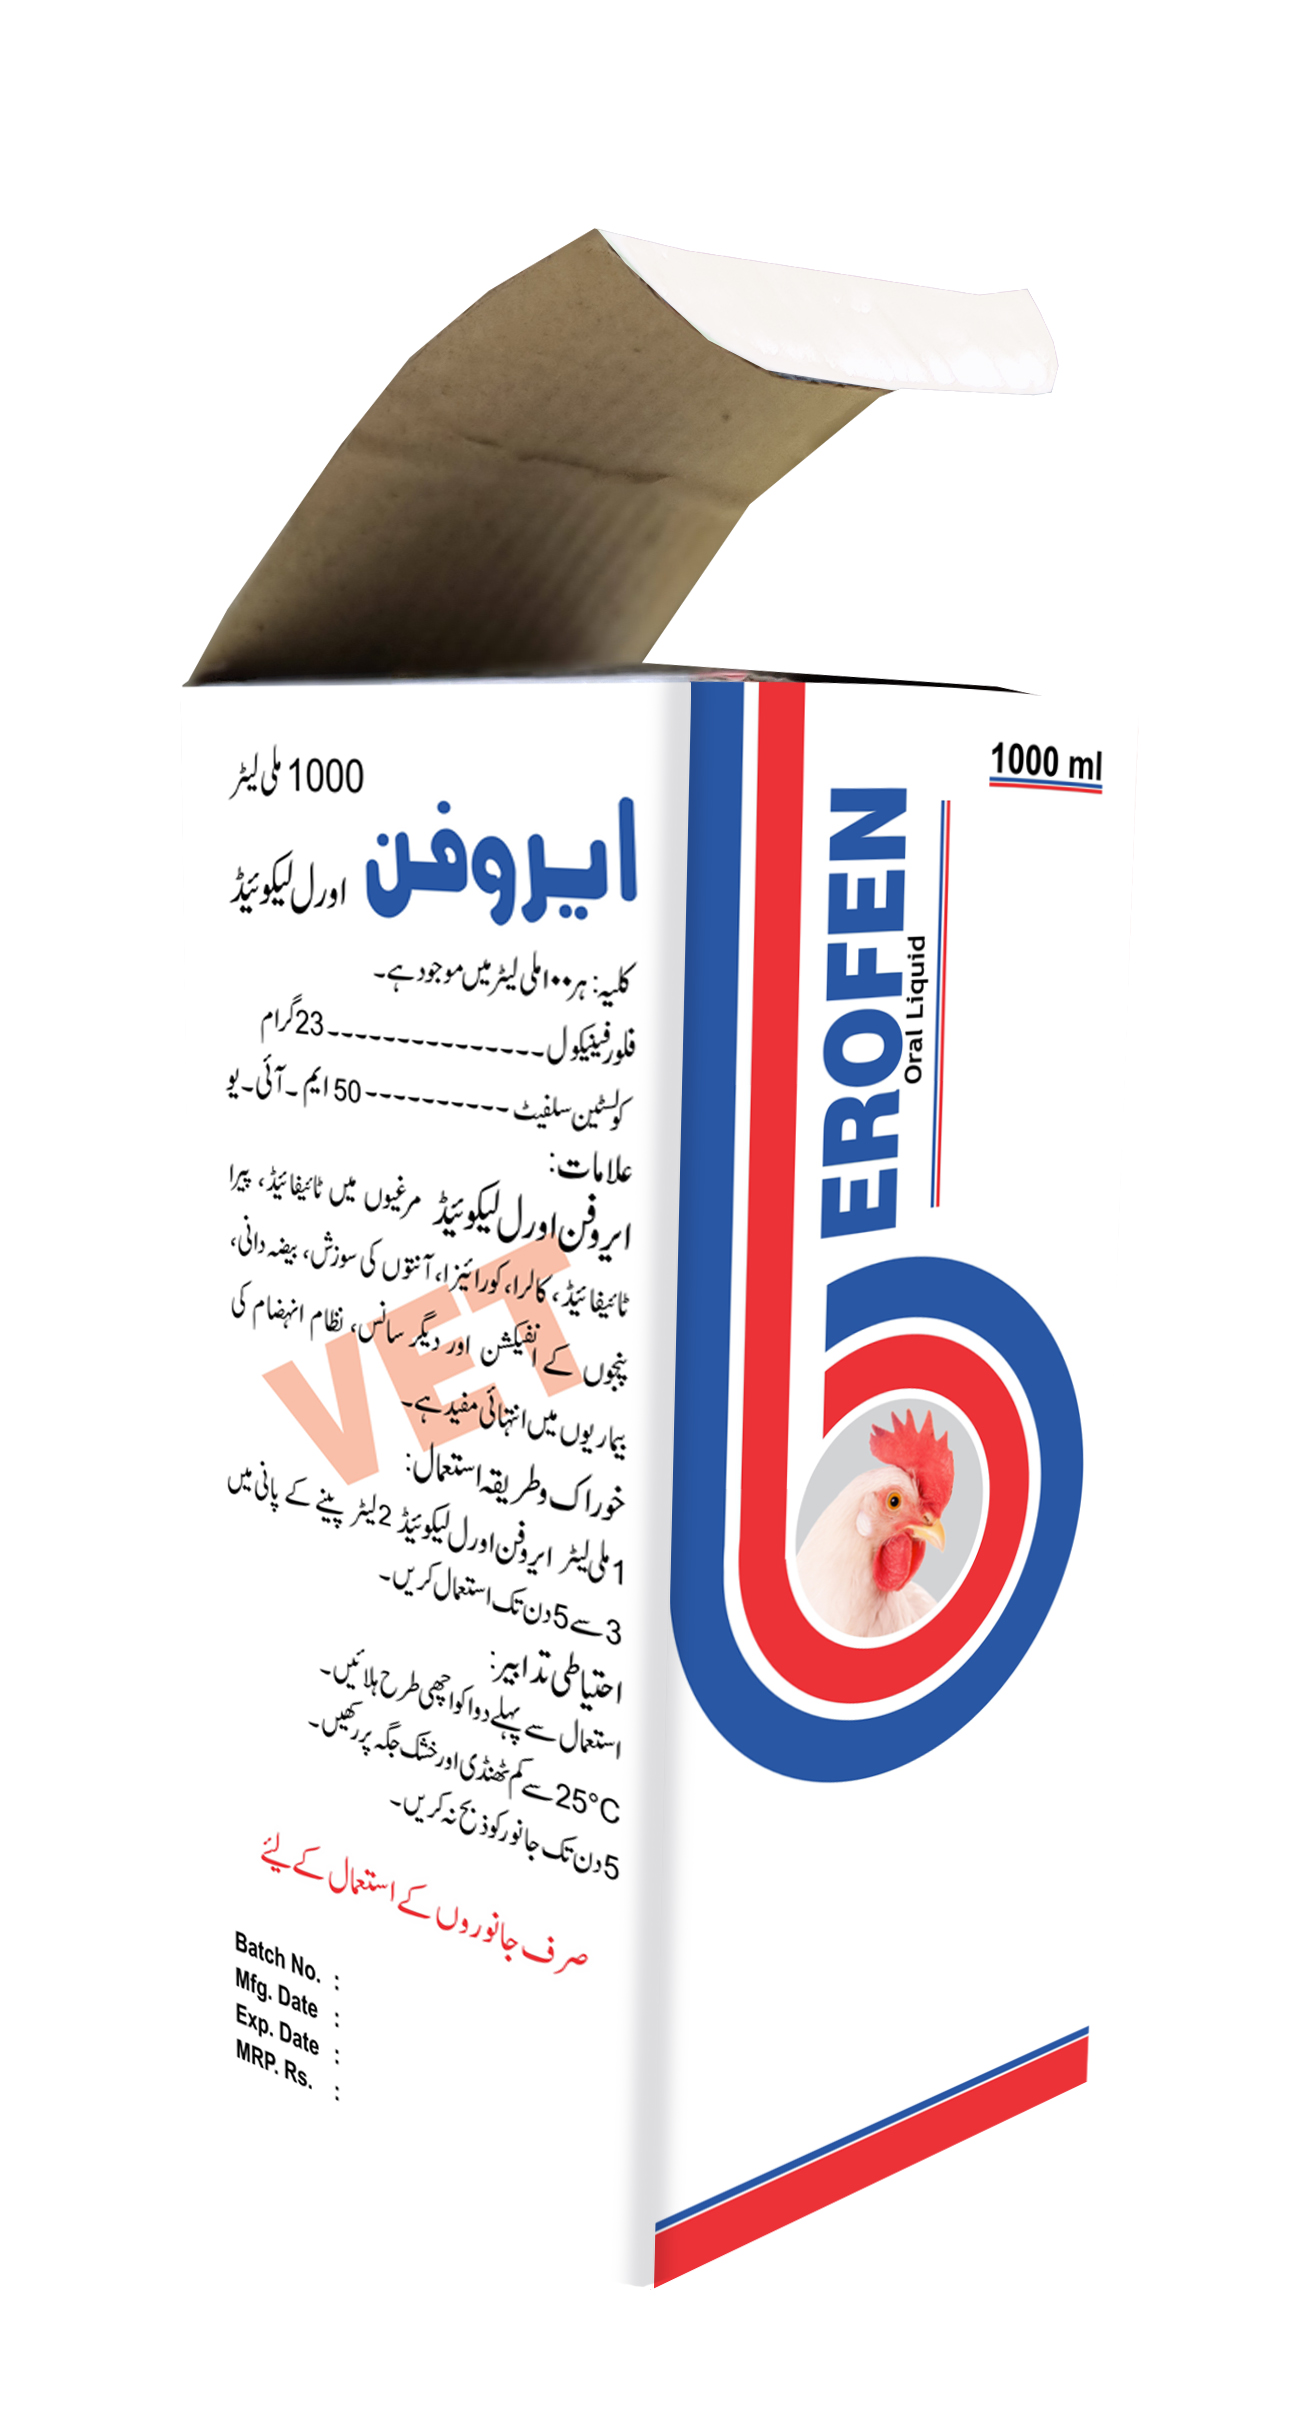 1000 ملی لیٹر
ایروفن اورل لیکوئیڈ
کلیہ: ہر ۱۰۰ ملی لیٹر میں موجود ہے۔
فلورفینیکول---------------23 گرام
کولسٹین سلفیٹ-----------50 ایم۔آئی۔یو
علامات:
ایروفن اورل لیکوئیڈ مرغیوں میں ٹائیفائیڈ، پیرا
ٹائیفائیڈ، کالرا، کورائیزا، آنتوں کی سوزش، بیضہ دانی،
پنجوں کے انفیکشن اور دیگر سانس، نظام انہضام کی
بیماریوں میں انتہائی مفید ہے۔
VET
خوراک و طریقہ استعمال:
1 ملی لیٹر ایروفن اورل لیکوئیڈ 2 لیٹر پینے کے پانی میں
3 سے 5 دن تک استعمال کریں۔
احتیاطی تدابیر:
استعمال سے پہلے دوا کو اچھی طرح ہلائیں۔
25°C سے کم ٹھنڈی اور خشک جگہ پر رکھیں۔
5 دن تک جانور کو ذبح نہ کریں۔
صرف جانوروں کے استعمال کے لئے
Batch No. :
Mfg. Date :
Exp. Date :
MRP. Rs. :
1000 ml
EROFEN
Oral Liquid